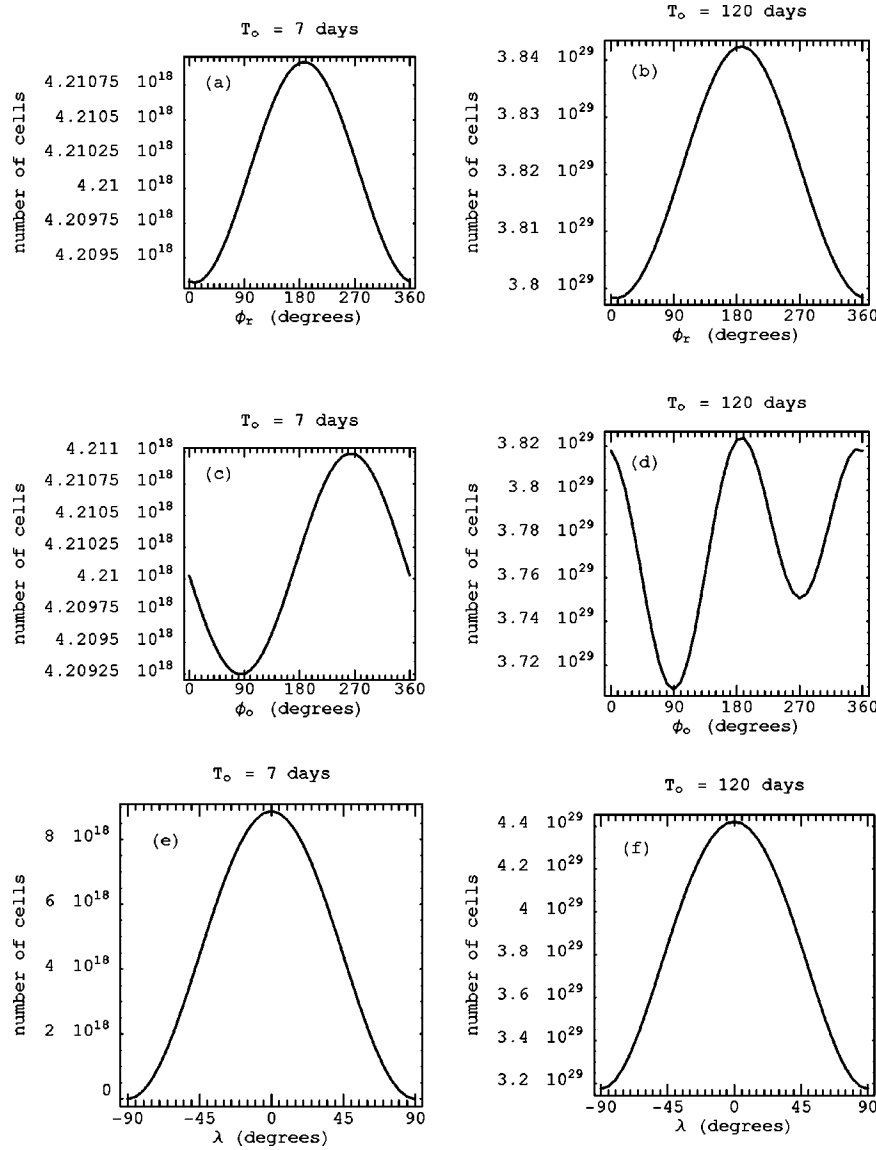 T₀ = 7 days
(a)
number of cells
4.21075 10¹⁸
4.2105 10¹⁸
4.21025 10¹⁸
4.21 10¹⁸
4.20975 10¹⁸
4.2095 10¹⁸
0 90 180 270 360
ϕᵣ (degrees)
T₀ = 120 days
(b)
number of cells
3.84 10²⁹
3.83 10²⁹
3.82 10²⁹
3.81 10²⁹
3.8 10²⁹
0 90 180 270 360
ϕᵣ (degrees)
T₀ = 7 days
(c)
number of cells
4.211 10¹⁸
4.21075 10¹⁸
4.2105 10¹⁸
4.21025 10¹⁸
4.21 10¹⁸
4.20975 10¹⁸
4.2095 10¹⁸
4.20925 10¹⁸
0 90 180 270 360
ϕ₀ (degrees)
T₀ = 120 days
(d)
number of cells
3.82 10²⁹
3.8 10²⁹
3.78 10²⁹
3.76 10²⁹
3.74 10²⁹
3.72 10²⁹
0 90 180 270 360
ϕ₀ (degrees)
T₀ = 7 days
(e)
number of cells
8 10¹⁸
6 10¹⁸
4 10¹⁸
2 10¹⁸
0
-90 -45 0 45 90
λ (degrees)
T₀ = 120 days
(f)
number of cells
4.4 10²⁹
4.2 10²⁹
4 10²⁹
3.8 10²⁹
3.6 10²⁹
3.4 10²⁹
3.2 10²⁹
-90 -45 0 45 90
λ (degrees)